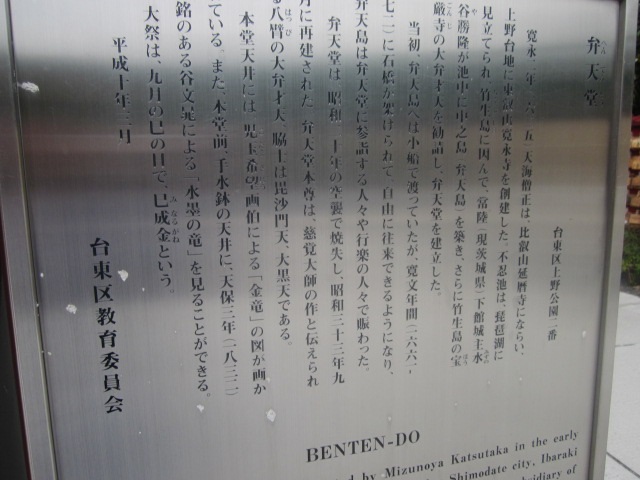 弁天堂
台東区上野公園二番
寛永二年(一六二五)天海僧正は、比叡山延暦寺にならい、
上野台地に東叡山寛永寺を創建した。不忍池は、琵琶湖に
見立てられ、竹生島に因んで、常陸(現茨城県)下館城主水
谷勝隆が池中に中之島(弁天島)を築き、さらに竹生島の宝
厳寺の大弁才天を勧請し、弁天堂を建立した。
当初、弁天島へは小船で渡っていたが、寛文年間(一六六一-
七二)に石橋が架けられて、自由に往来できるようになり、
弁天島は弁天堂に参詣する人々や行楽の人々で賑わった。
弁天堂は、昭和二十年の空襲で焼失し、昭和三十三年九
月に再建された。弁天堂本尊は、慈覚大師の作と伝えられ
る八臂の大弁才天、脇士は毘沙門天、大黒天である。
本堂天井には、児玉希望画伯による「金竜」の図が画か
ている。また、本堂前、手水鉢の天井に、天保三年(一八三二)
銘のある谷文晁による「水墨の竜」を見ることができる。
大祭は、九月の巳の日で、巳成金という。
平成十年三月
台東区教育委員会
BENTEN-DO
by Mizunoya Katsutaka in the early
Shimodate city, Ibaraki